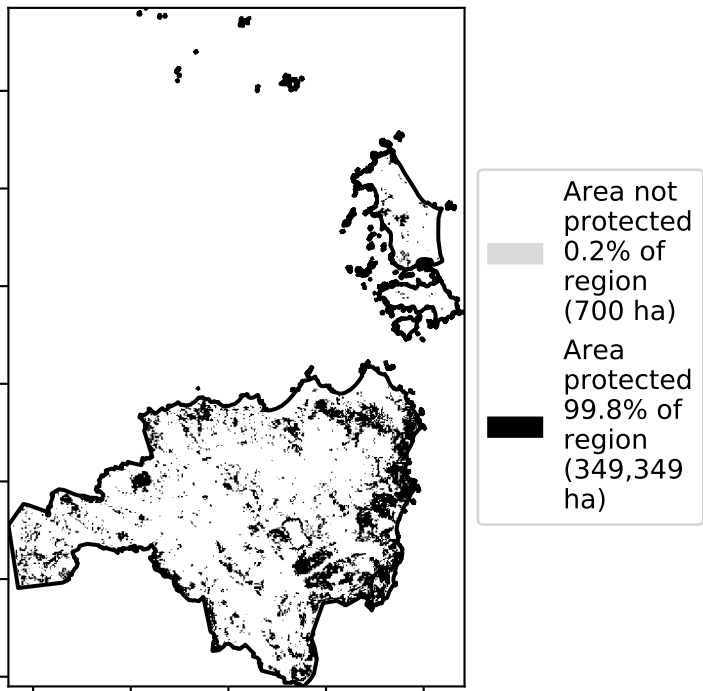 Area not
protected
0.2% of
region
(700 ha)
Area
protected
99.8% of
region
(349,349
ha)